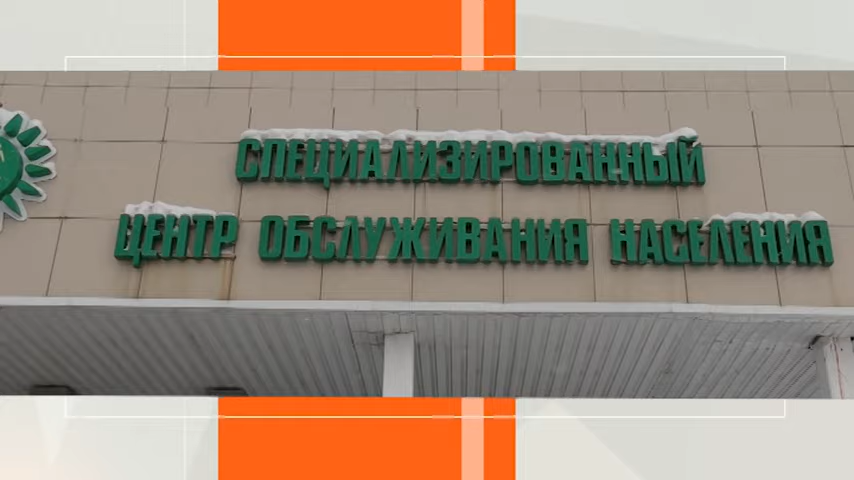 СПЕЦИАЛИЗИРОВАННЫЙ
ЦЕНТР ОБСЛУЖИВАНИЯ НАСЕЛЕНИЯ